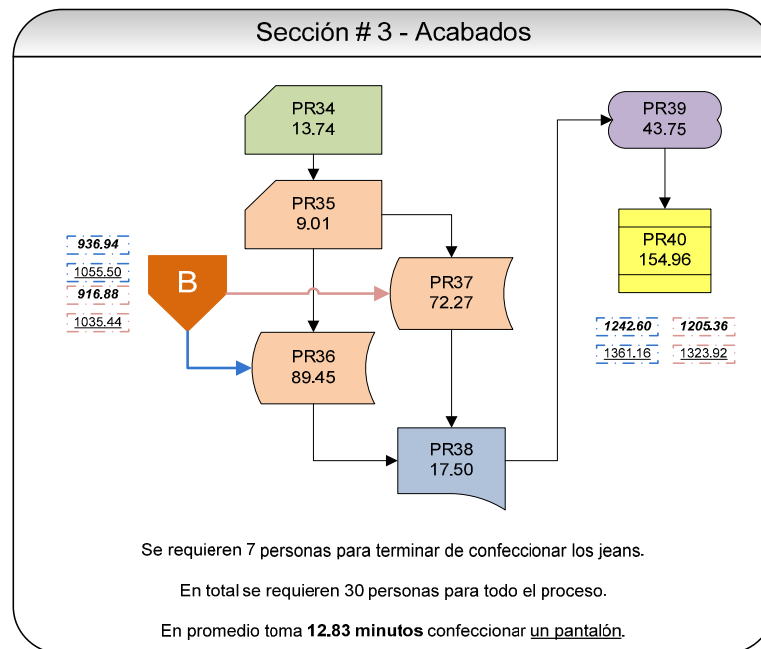 Sección # 3 - Acabados
PR34
13.74
PR39
43.75
PR35
9.01
PR40
154.96
936.94
1055.50
916.88
1035.44
B
PR37
72.27
PR36
89.45
1242.60
1205.36
1361.16
1323.92
PR38
17.50
Se requieren 7 personas para terminar de confeccionar los jeans.
En total se requieren 30 personas para todo el proceso.
En promedio toma 12.83 minutos confeccionar un pantalón.